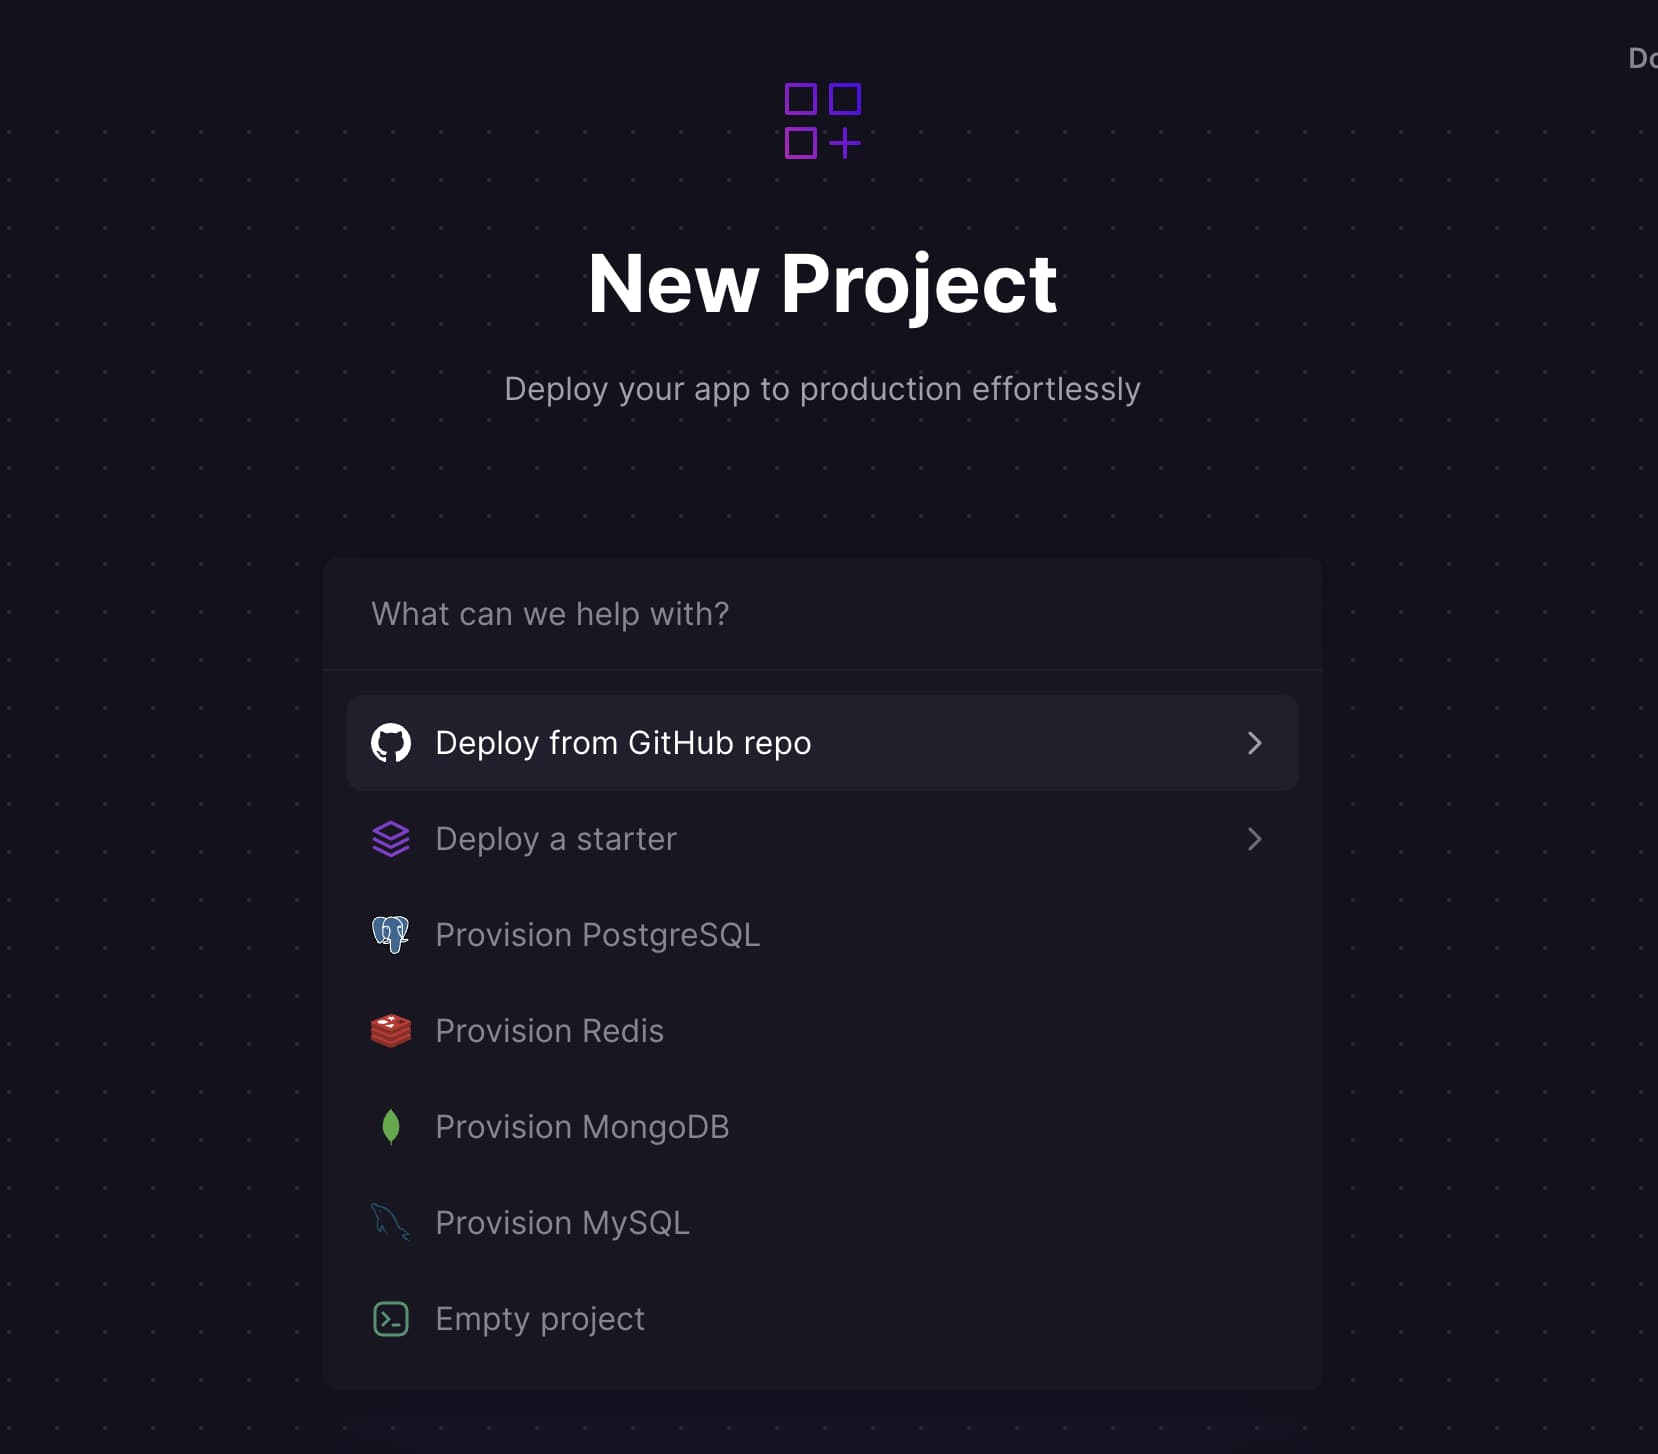 Do
New Project
Deploy your app to production effortlessly
What can we help with?
Deploy from GitHub repo
Deploy a starter
Provision PostgreSQL
Provision Redis
Provision MongoDB
Provision MySQL
Empty project